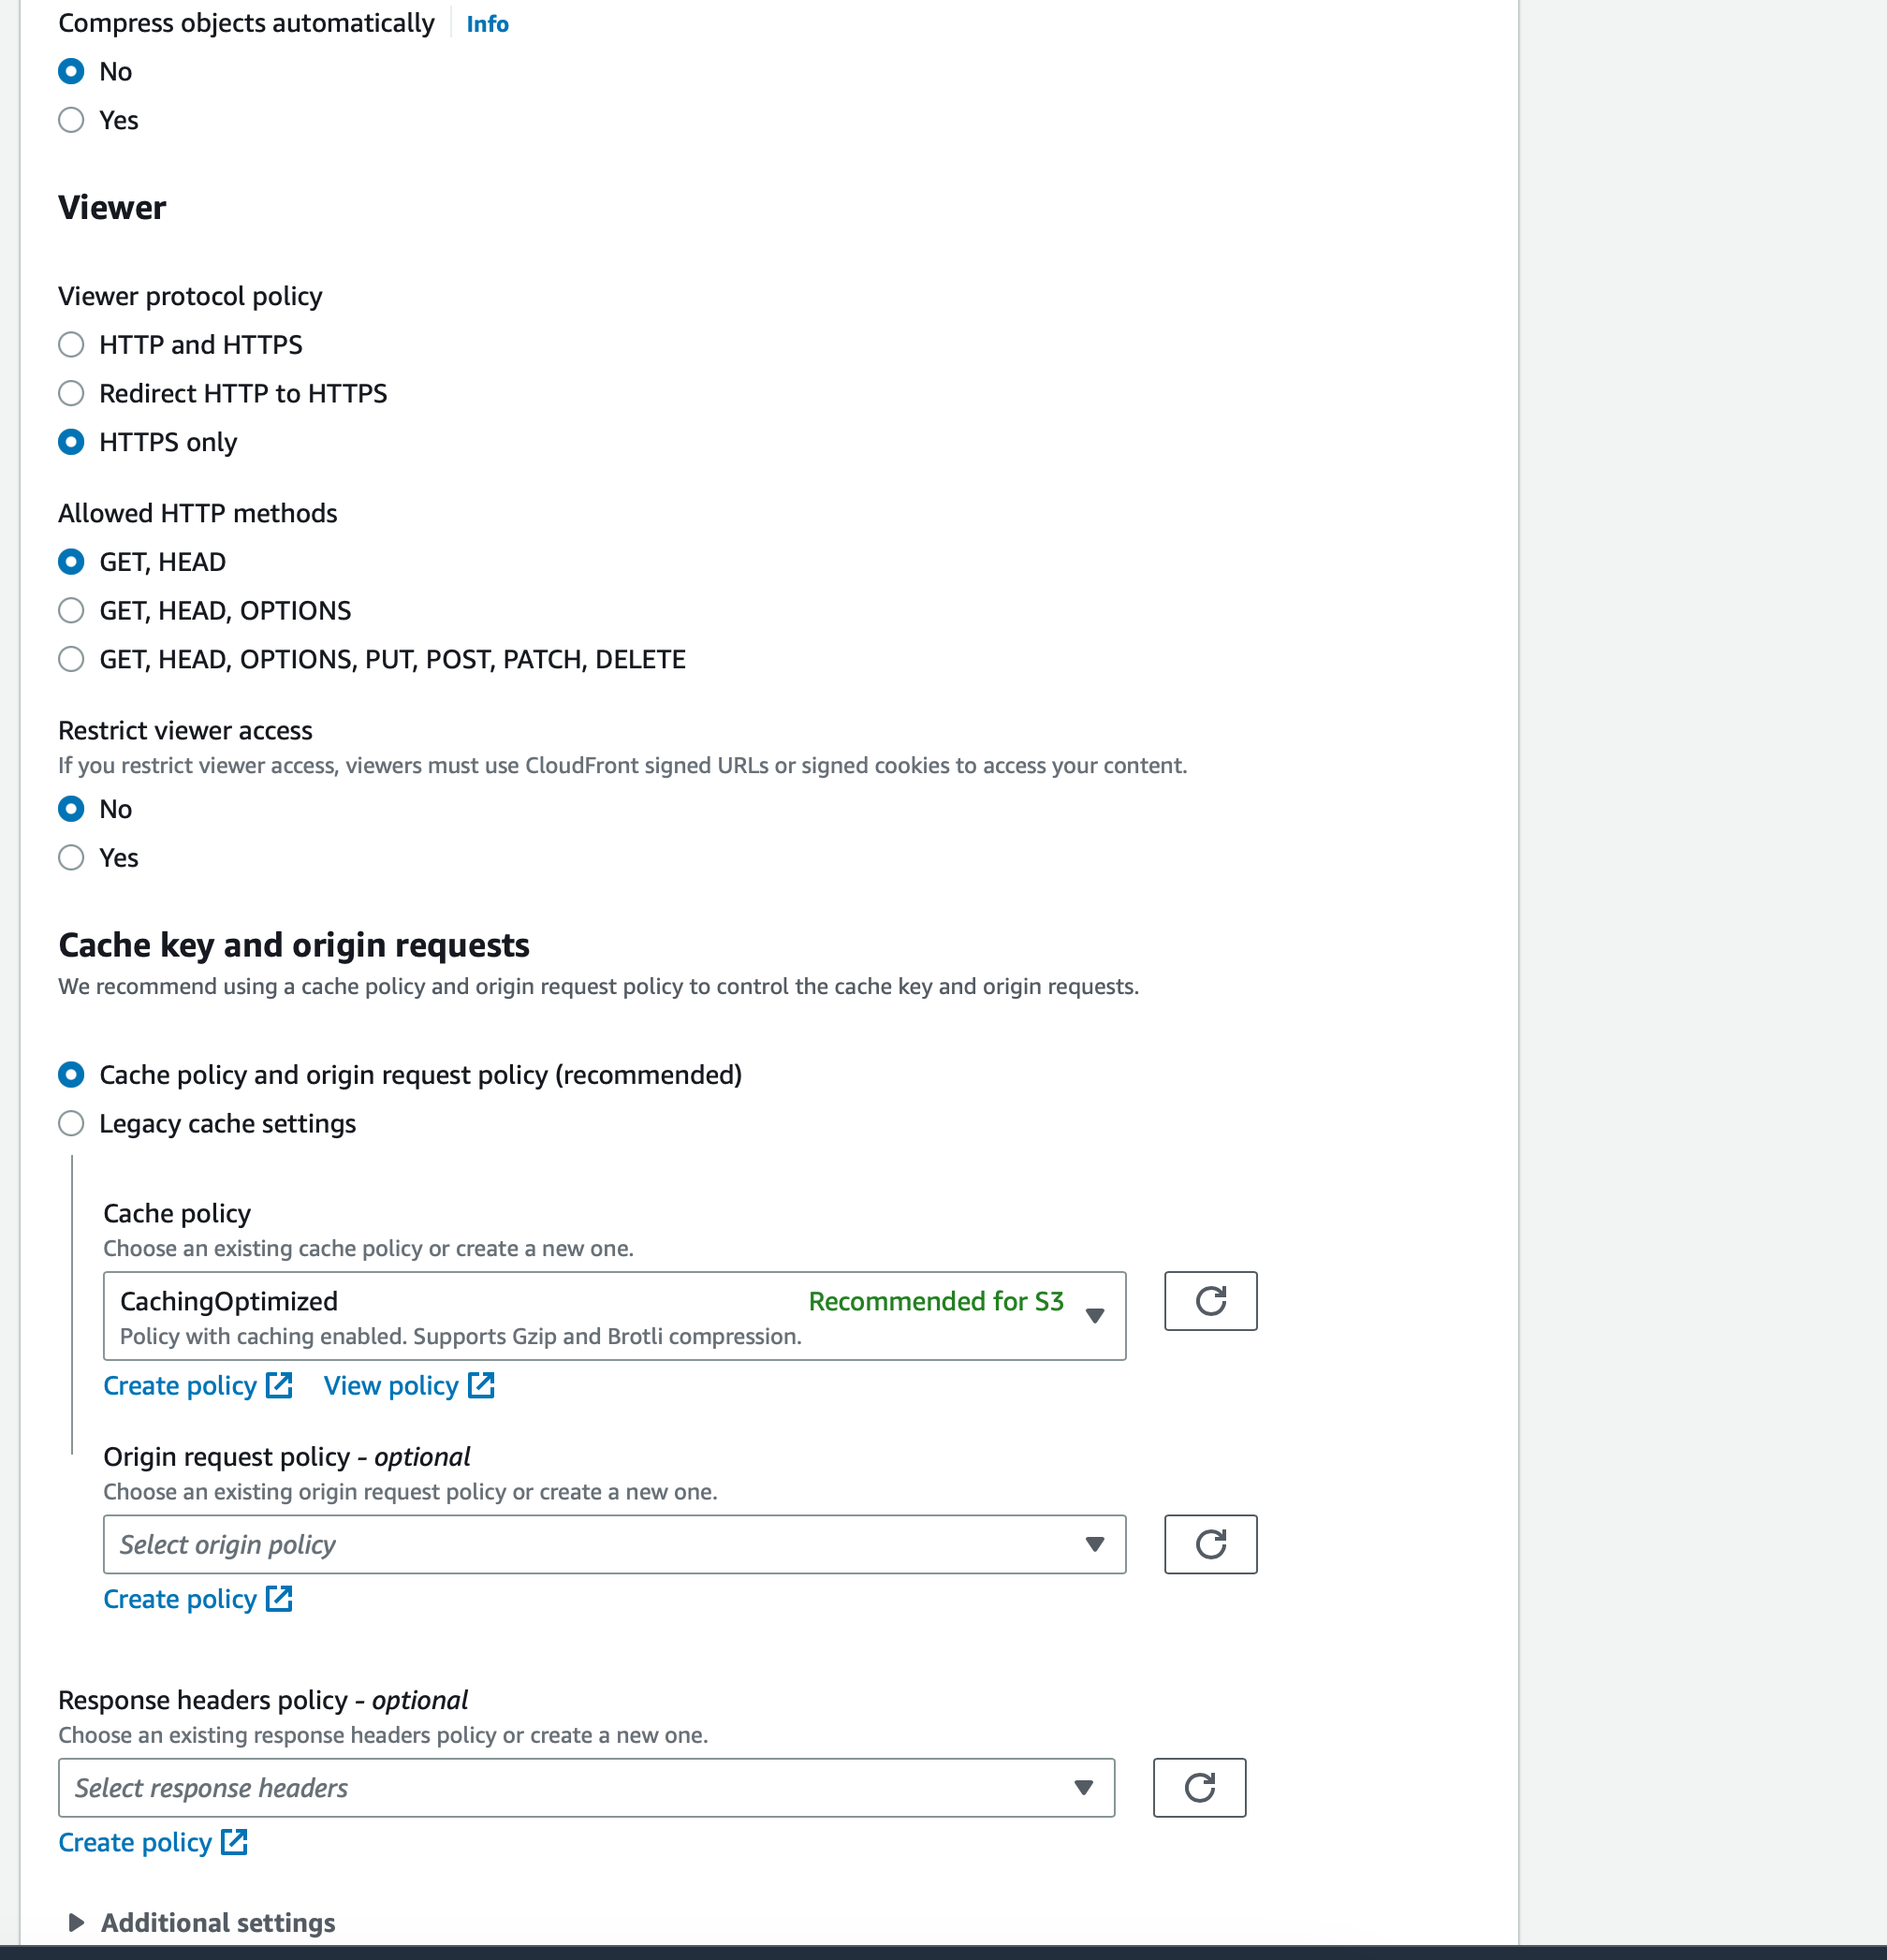 Compress objects automatically Info
No
Yes
Viewer
Viewer protocol policy
HTTP and HTTPS
Redirect HTTP to HTTPS
HTTPS only
Allowed HTTP methods
GET, HEAD
GET, HEAD, OPTIONS
GET, HEAD, OPTIONS, PUT, POST, PATCH, DELETE
Restrict viewer access
If you restrict viewer access, viewers must use CloudFront signed URLs or signed cookies to access your content.
No
Yes
Cache key and origin requests
We recommend using a cache policy and origin request policy to control the cache key and origin requests.
Cache policy and origin request policy (recommended)
Legacy cache settings
Cache policy
Choose an existing cache policy or create a new one.
CachingOptimized Recommended for S3
Policy with caching enabled. Supports Gzip and Brotli compression.
Create policy View policy
Origin request policy - optional
Choose an existing origin request policy or create a new one.
Select origin policy
Create policy
Response headers policy - optional
Choose an existing response headers policy or create a new one.
Select response headers
Create policy
Additional settings